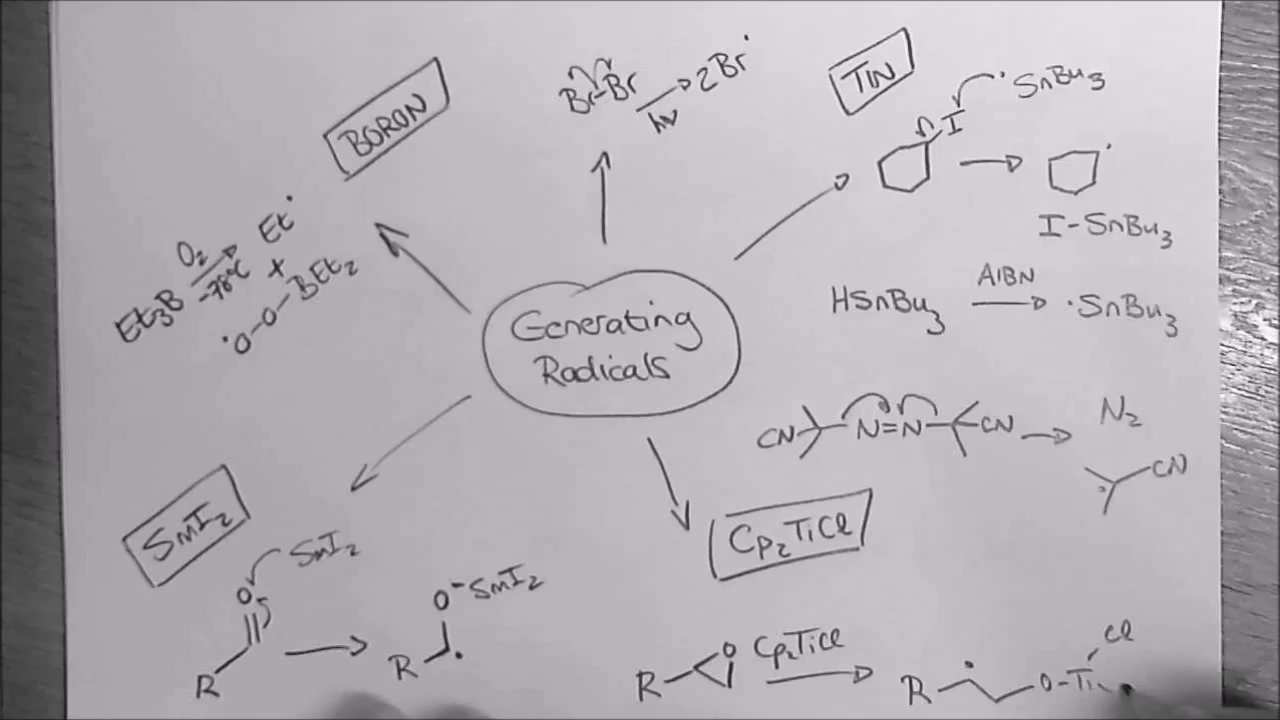 Generating
Radicals
BORON
Et₃B O₂ -78°C Et·
+
·O-O-BEt₂
Br-Br hν 2Br·
TIN
I ·SnBu₃
I-SnBu₃
HSnBu₃ AIBN ·SnBu₃
CN N=N CN N₂
CN
SmI₂
O SmI₂
R
O⁻SmI₂
R
Cp₂TiCl
R O Cp₂TiCl
R O-Ti
Cl